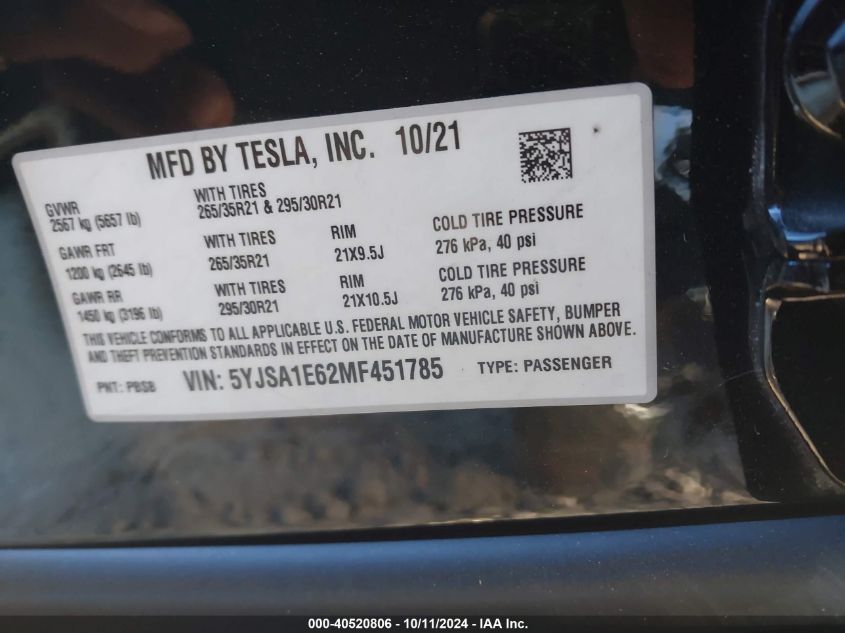 MFD BY TESLA, INC. 10/21
GVWR WITH TIRES
2567 kg (5657 lb) 265/35R21 & 295/30R21
GAWR FRT WITH TIRES RIM COLD TIRE PRESSURE
1200 kg (2645 lb) 265/35R21 21X9.5J 276 kPa, 40 psi
GAWR RR WITH TIRES RIM COLD TIRE PRESSURE
1450 kg (3196 lb) 295/30R21 21X10.5J 276 kPa, 40 psi
THIS VEHICLE CONFORMS TO ALL APPLICABLE U.S. FEDERAL MOTOR VEHICLE SAFETY, BUMPER
AND THEFT PREVENTION STANDARDS IN EFFECT ON THE DATE OF MANUFACTURE SHOWN ABOVE.
PNT: PBSB VIN: 5YJSA1E62MF451785 TYPE: PASSENGER
000-40520806 - 10/11/2024 - IAA Inc.